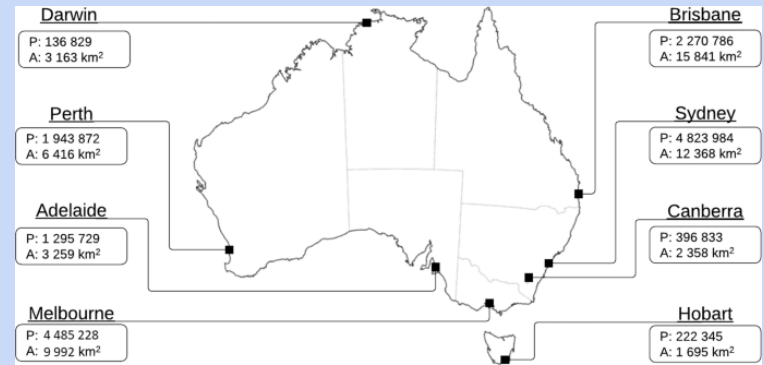 Darwin
P: 136 829
A: 3 163 km²
Perth
P: 1 943 872
A: 6 416 km²
Adelaide
P: 1 295 729
A: 3 259 km²
Melbourne
P: 4 485 228
A: 9 992 km²
Brisbane
P: 2 270 786
A: 15 841 km²
Sydney
P: 4 823 984
A: 12 368 km²
Canberra
P: 396 833
A: 2 358 km²
Hobart
P: 222 345
A: 1 695 km²